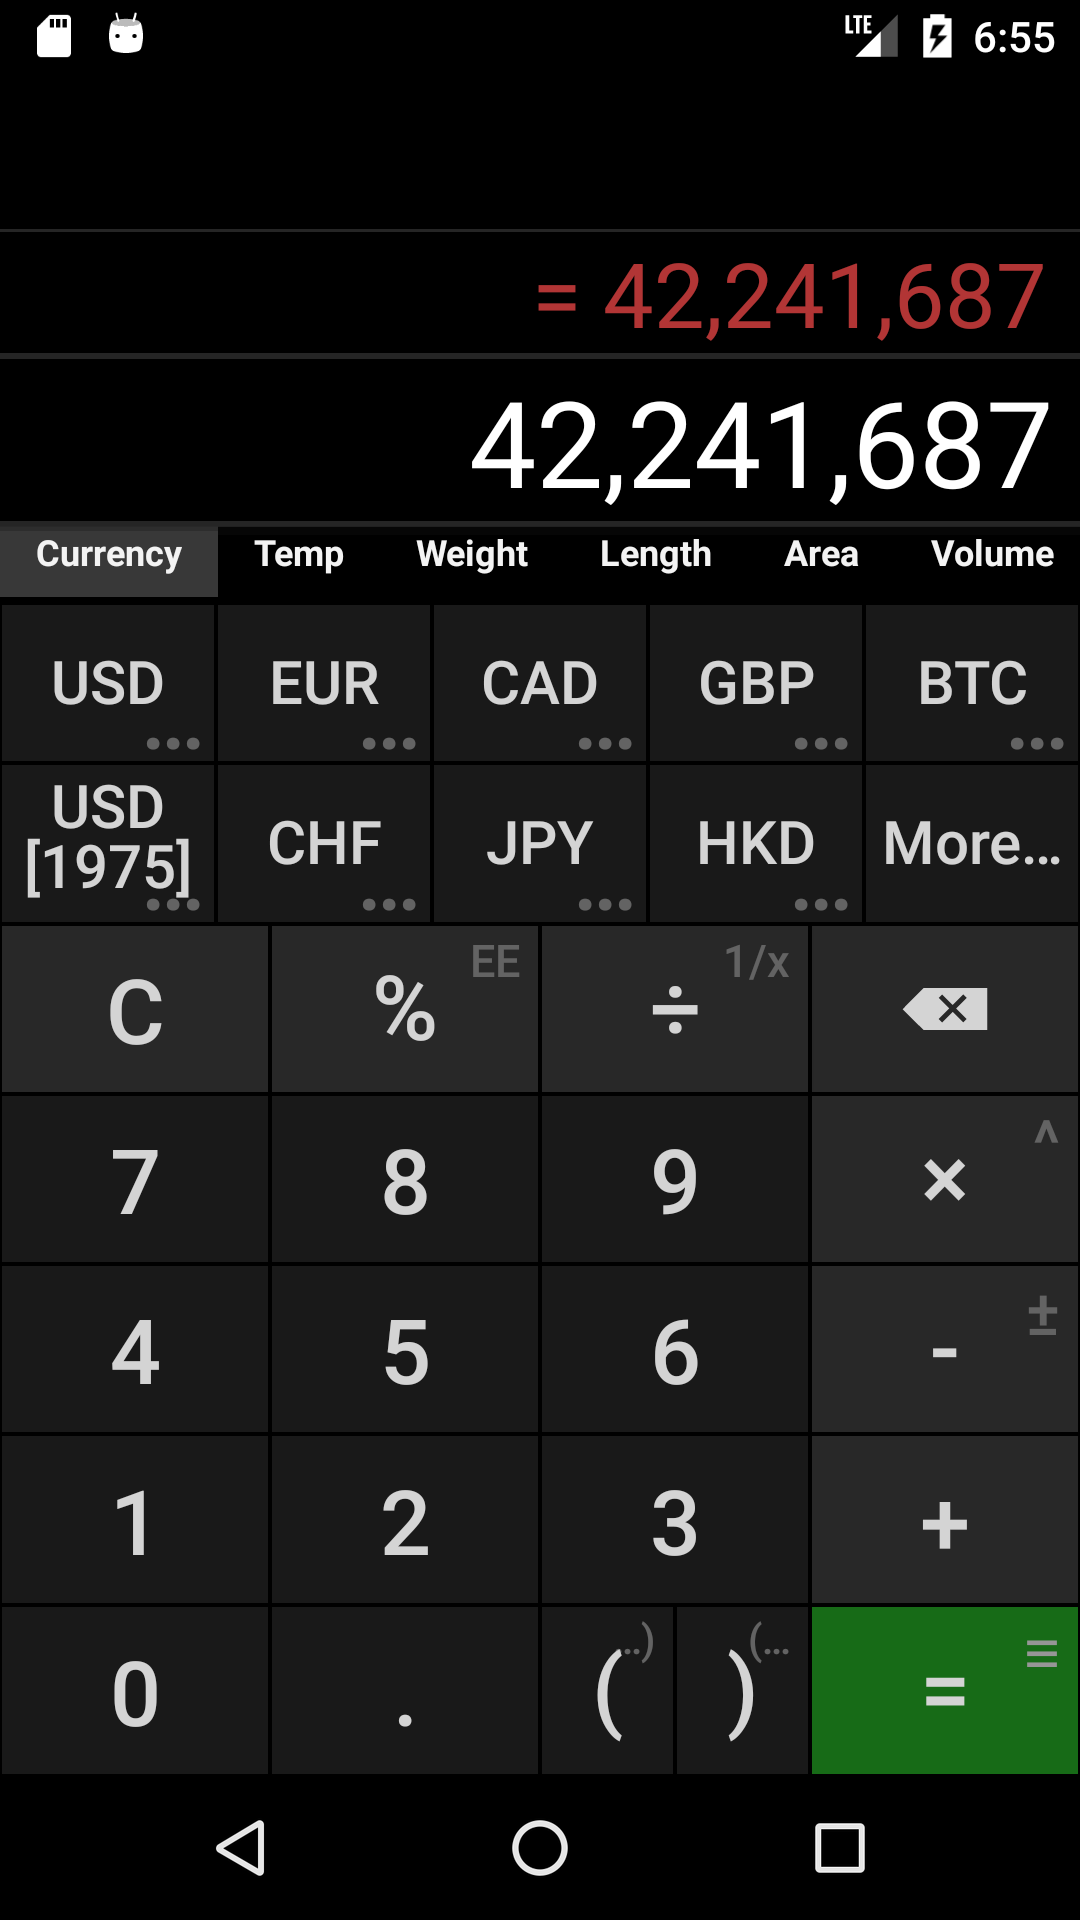 LTE 6:55
= 42,241,687
42,241,687
Currency Temp Weight Length Area Volume
USD EUR CAD GBP BTC
USD [1975] CHF JPY HKD More...
C % EE ÷ 1/x
7 8 9 × ^
4 5 6 - ±
1 2 3 +
0 . ( ..) ) (... =